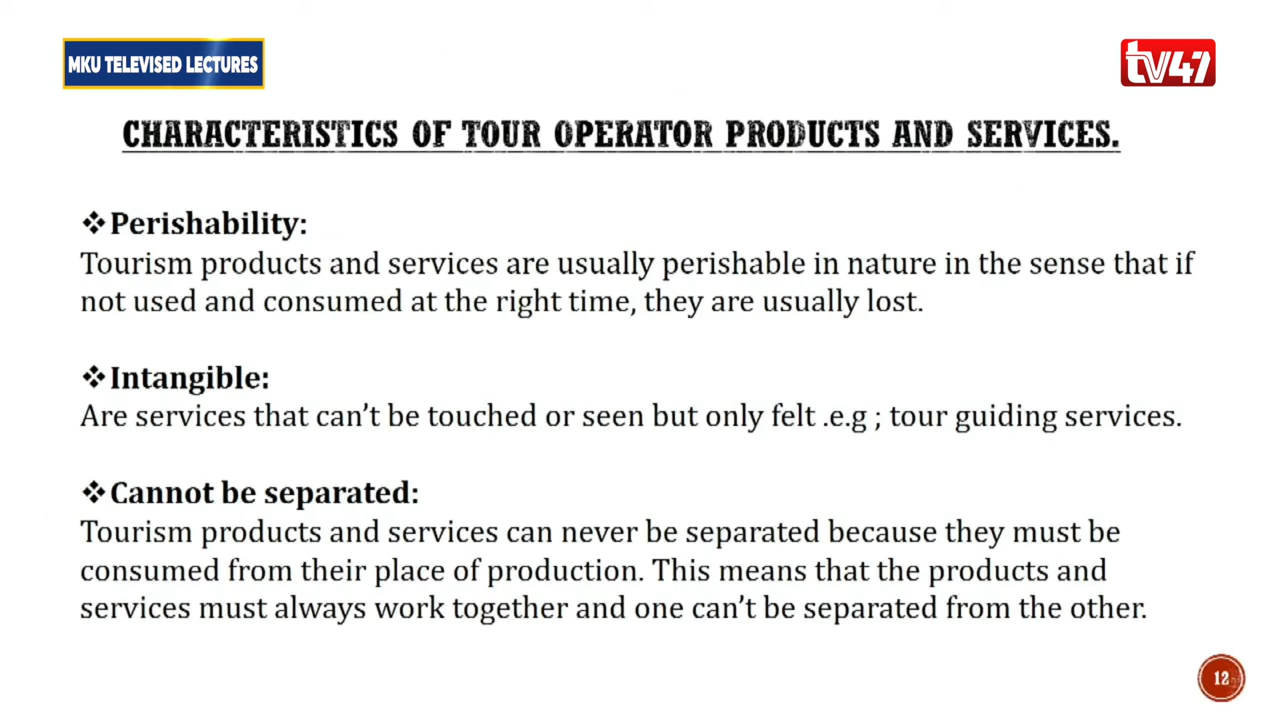 MKU TELEVISED LECTURES
tv47
CHARACTERISTICS OF TOUR OPERATOR PRODUCTS AND SERVICES.
❖Perishability:
Tourism products and services are usually perishable in nature in the sense that if
not used and consumed at the right time, they are usually lost.
❖Intangible:
Are services that can’t be touched or seen but only felt .e.g ; tour guiding services.
❖Cannot be separated:
Tourism products and services can never be separated because they must be
consumed from their place of production. This means that the products and
services must always work together and one can’t be separated from the other.
12